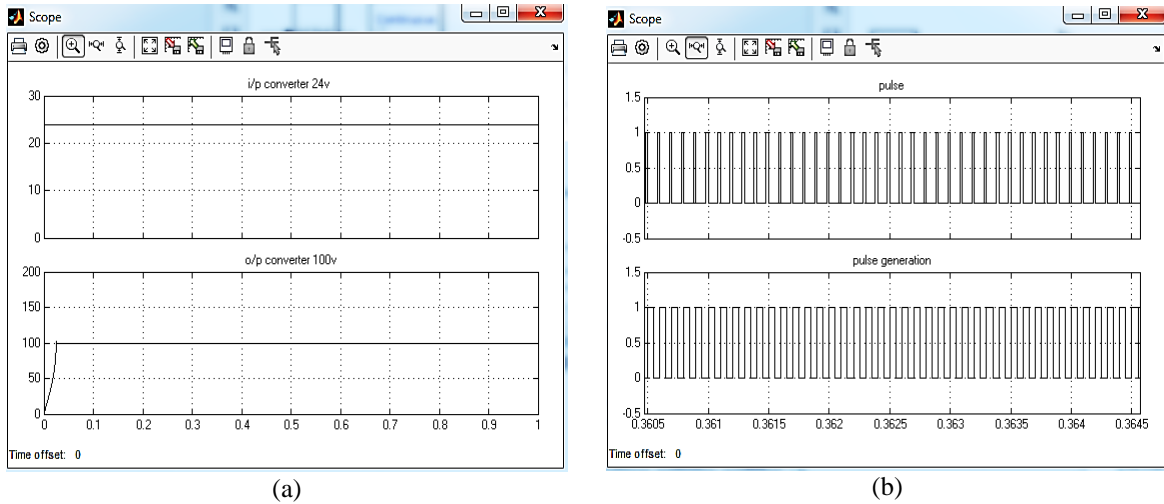 Scope
i/p converter 24v
30
20
10
0
o/p converter 100v
200
150
100
50
0
0 0.1 0.2 0.3 0.4 0.5 0.6 0.7 0.8 0.9 1
Time offset: 0
(a)
Scope
pulse
1.5
1
0.5
0
-0.5
pulse generation
1.5
1
0.5
0
-0.5
0.3605 0.361 0.3615 0.362 0.3625 0.363 0.3635 0.364 0.3645
Time offset: 0
(b)